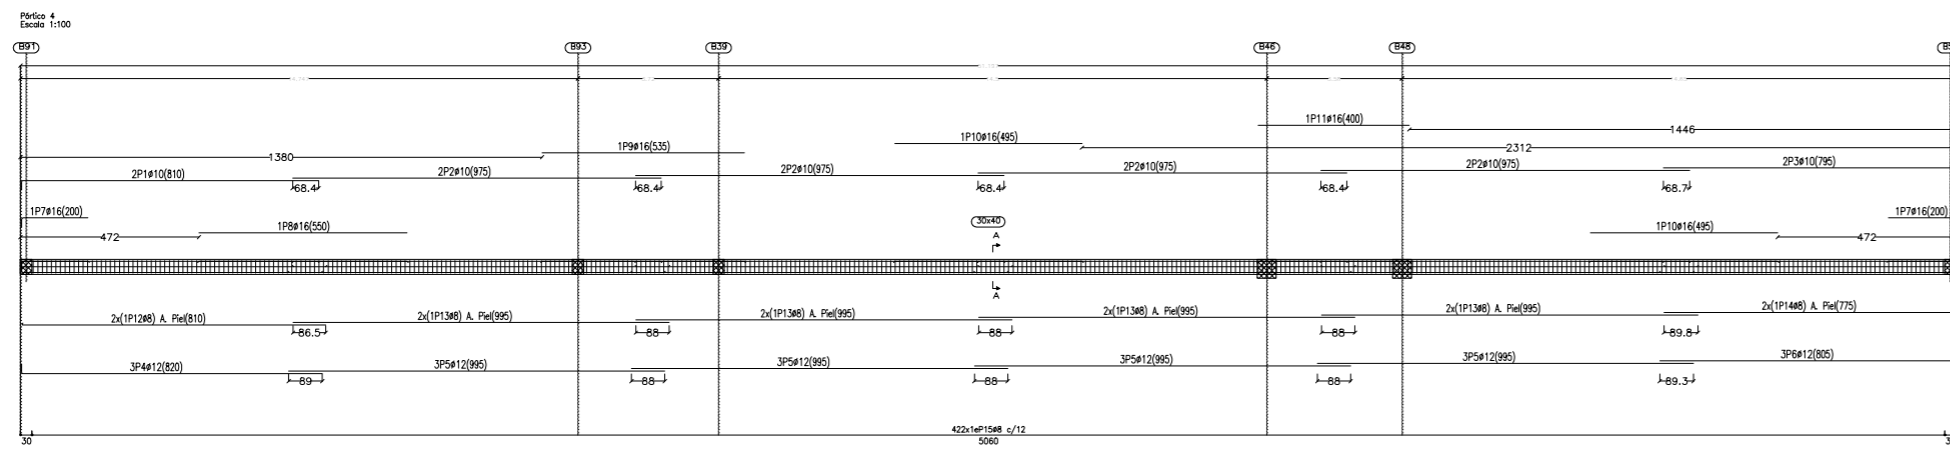 Pórtico 4
Escala 1:100
B91 B93 B39 B46 B48
1P11ø16(400)
1446
1P10ø16(495)
2312
1P9ø16(535)
1380
2P1ø10(810) 2P2ø10(975) 2P2ø10(975) 2P2ø10(975) 2P2ø10(975) 2P3ø10(795)
68.4 68.4 68.4 68.4 68.7
1P7ø16(200) 1P7ø16(200)
30x40
1P8ø16(550) 1P10ø16(495)
472 472
A
A
2x(1P12ø8) A. Piel(810) 2x(1P13ø8) A. Piel(995) 2x(1P13ø8) A. Piel(995) 2x(1P13ø8) A. Piel(995) 2x(1P13ø8) A. Piel(995) 2x(1P14ø8) A. Piel(775)
86.5 88 88 88 89.8
3P4ø12(820) 3P5ø12(995) 3P5ø12(995) 3P5ø12(995) 3P5ø12(995) 3P6ø12(805)
89 88 88 88 89.3
422x1eP15ø8 c/12
30 5060